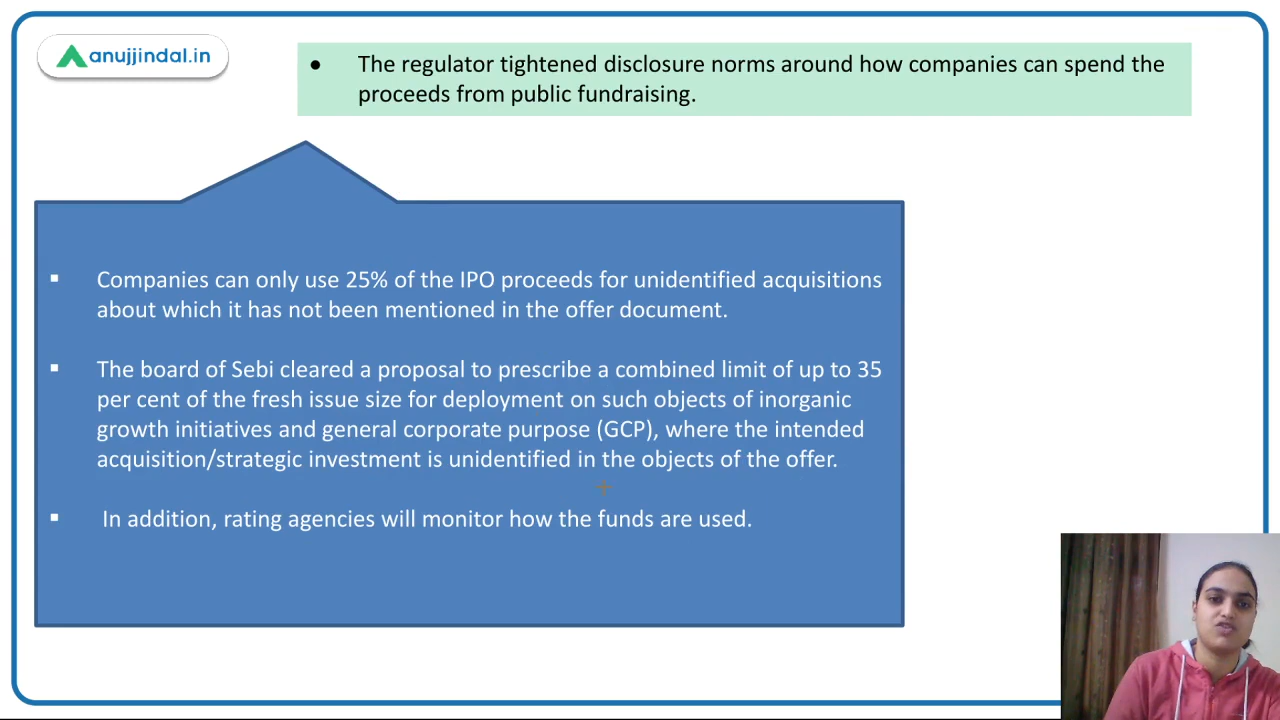 anujjindal.in
● The regulator tightened disclosure norms around how companies can spend the
proceeds from public fundraising.
▪ Companies can only use 25% of the IPO proceeds for unidentified acquisitions
about which it has not been mentioned in the offer document.
▪ The board of Sebi cleared a proposal to prescribe a combined limit of up to 35
per cent of the fresh issue size for deployment on such objects of inorganic
growth initiatives and general corporate purpose (GCP), where the intended
acquisition/strategic investment is unidentified in the objects of the offer.
▪ In addition, rating agencies will monitor how the funds are used.